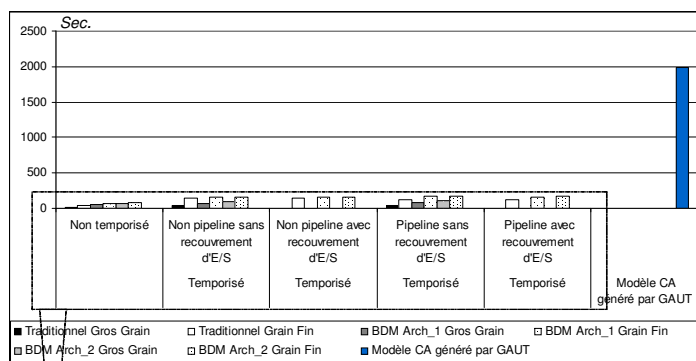 Sec.
2500
2000
1500
1000
500
0
Non temporisé
Non pipeline sans
recouvrement
d'E/S
Temporisé
Non pipeline avec
recouvrement
d'E/S
Temporisé
Pipeline sans
recouvrement
d'E/S
Temporisé
Pipeline avec
recouvrement
d'E/S
Temporisé
Modèle CA
généré par GAUT
Traditionnel Gros Grain
Traditionnel Grain Fin
BDM Arch_1 Gros Grain
BDM Arch_1 Grain Fin
BDM Arch_2 Gros Grain
BDM Arch_2 Grain Fin
Modèle CA généré par GAUT